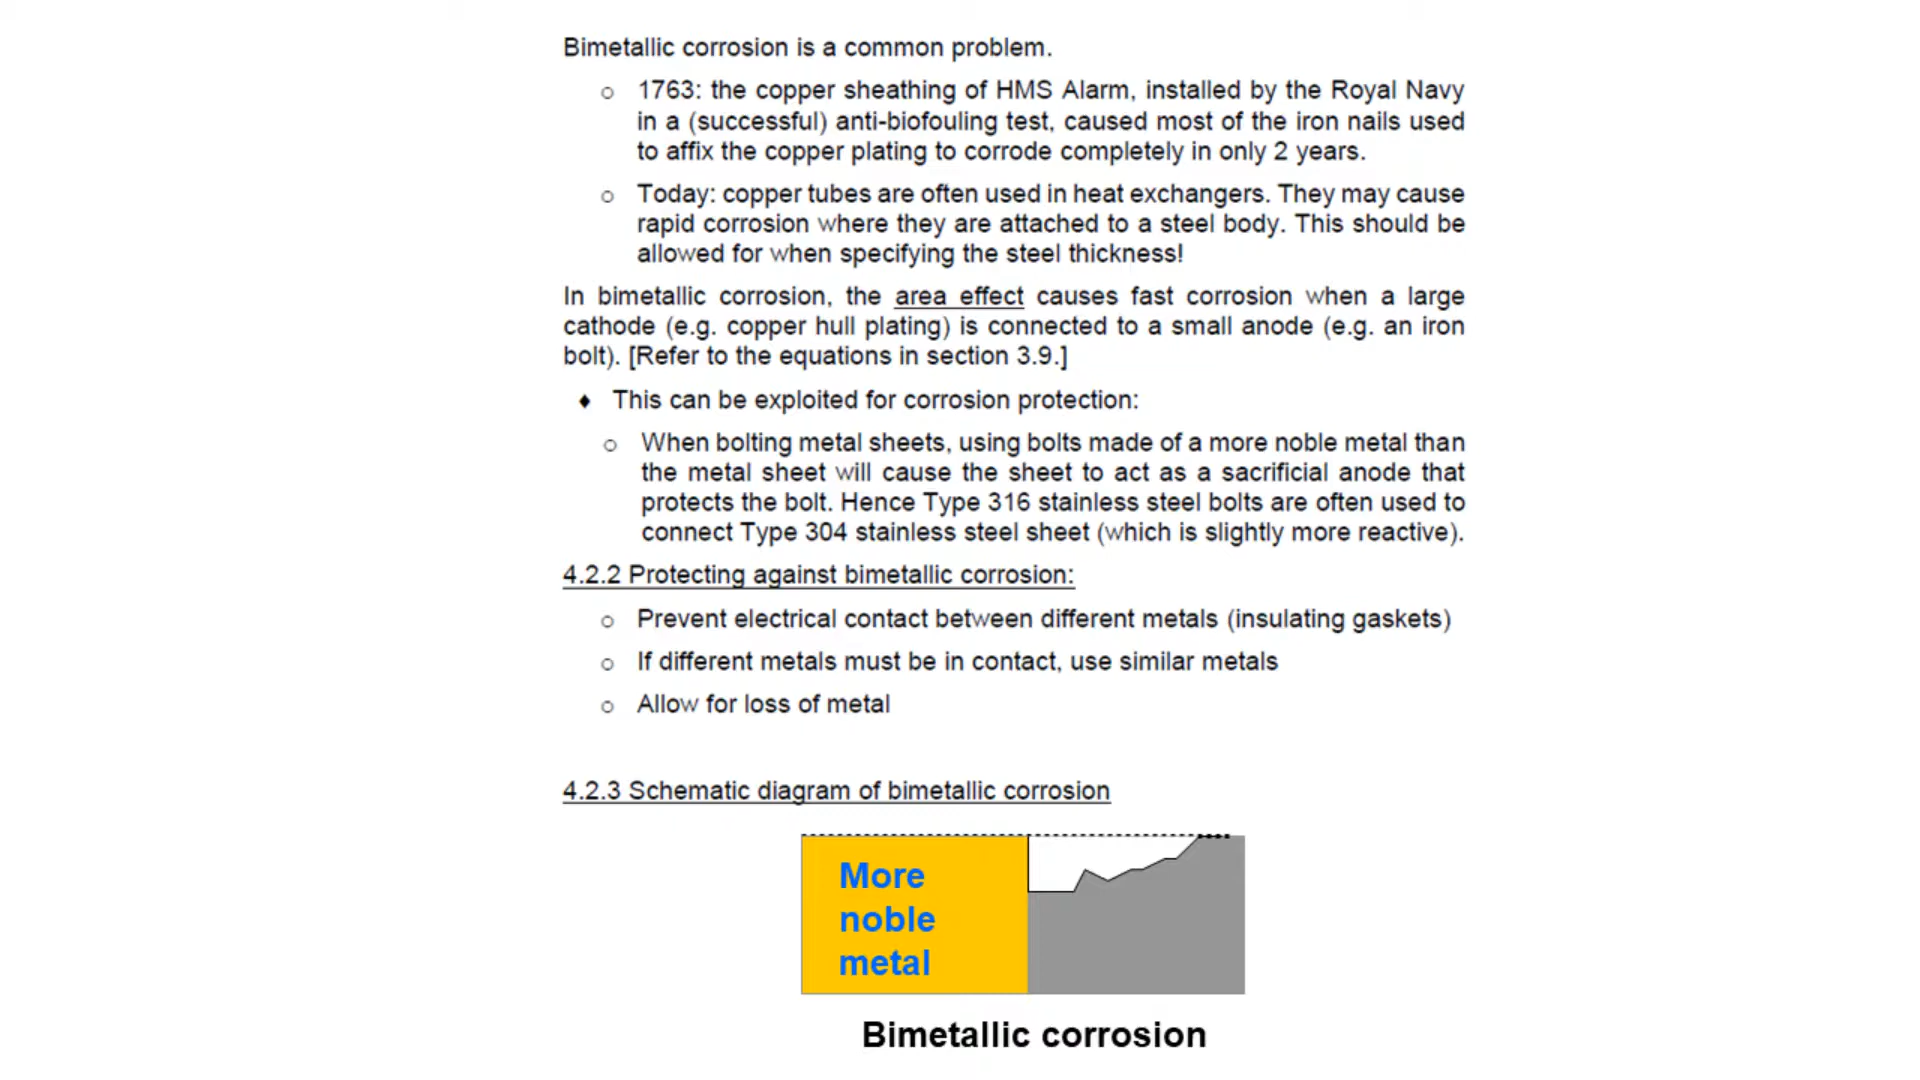 Bimetallic corrosion is a common problem.
○ 1763: the copper sheathing of HMS Alarm, installed by the Royal Navy
in a (successful) anti-biofouling test, caused most of the iron nails used
to affix the copper plating to corrode completely in only 2 years.
○ Today: copper tubes are often used in heat exchangers. They may cause
rapid corrosion where they are attached to a steel body. This should be
allowed for when specifying the steel thickness!
In bimetallic corrosion, the area effect causes fast corrosion when a large
cathode (e.g. copper hull plating) is connected to a small anode (e.g. an iron
bolt). [Refer to the equations in section 3.9.]
♦ This can be exploited for corrosion protection:
○ When bolting metal sheets, using bolts made of a more noble metal than
the metal sheet will cause the sheet to act as a sacrificial anode that
protects the bolt. Hence Type 316 stainless steel bolts are often used to
connect Type 304 stainless steel sheet (which is slightly more reactive).
4.2.2 Protecting against bimetallic corrosion:
○ Prevent electrical contact between different metals (insulating gaskets)
○ If different metals must be in contact, use similar metals
○ Allow for loss of metal
4.2.3 Schematic diagram of bimetallic corrosion
More
noble
metal
Bimetallic corrosion